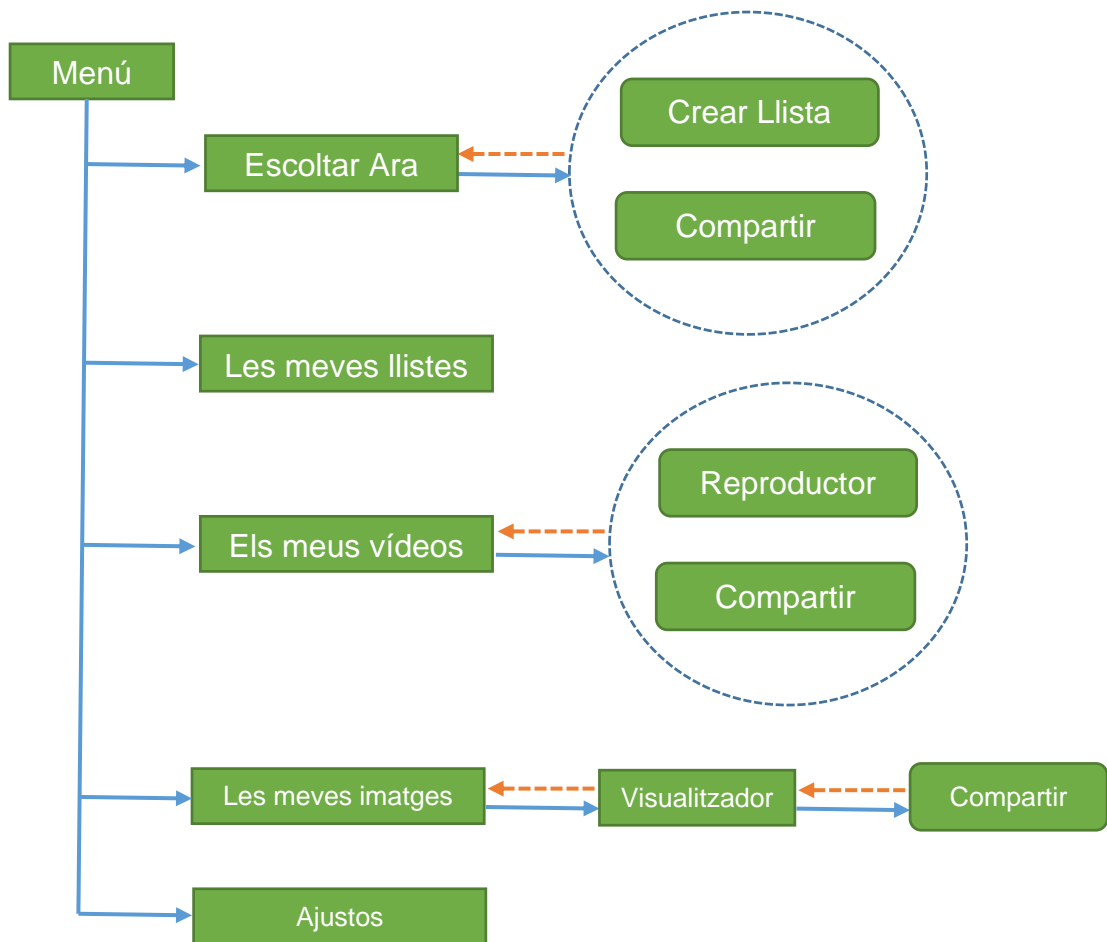 Menú
Crear Llista
Escoltar Ara
Compartir
Les meves llistes
Reproductor
Els meus vídeos
Compartir
Les meves imatges
Visualitzador
Compartir
Ajustos